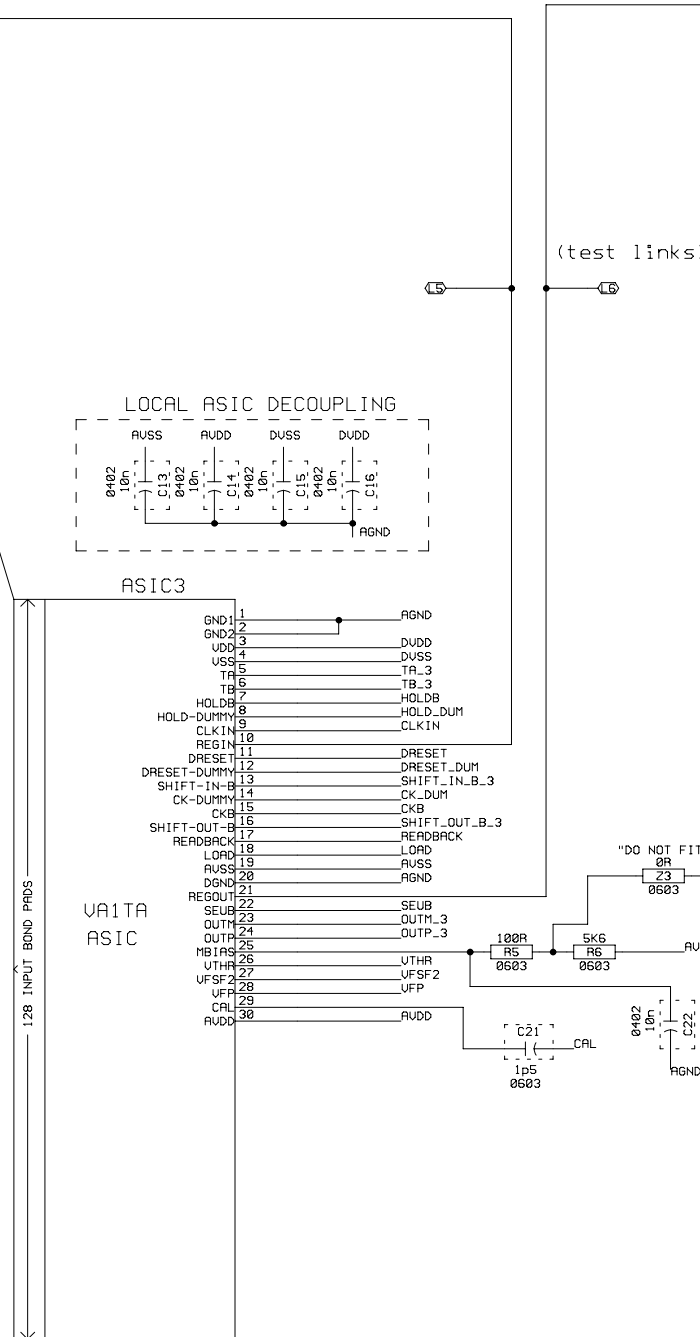 (test links)
L5
L6
LOCAL ASIC DECOUPLING
AVSS AVDD DVSS DVDD
0402 10n C13
0402 10n C14
0402 10n C15
0402 10n C16
AGND
ASIC3
GND1 1 AGND
GND2 2
VDD 3 DVDD
VSS 4 DVSS
TA 5 TA_3
TB 6 TB_3
HOLDB 7 HOLDB
HOLD-DUMMY 8 HOLD_DUM
CLKIN 9 CLKIN
REGIN 10
DRESET 11 DRESET
DRESET-DUMMY 12 DRESET_DUM
SHIFT-IN-B 13 SHIFT_IN_B_3
CK-DUMMY 14 CK_DUM
CKB 15 CKB
SHIFT-OUT-B 16 SHIFT_OUT_B_3
READBACK 17 READBACK
LOAD 18 LOAD
AVSS 19 AVSS
DGND 20 AGND
REGOUT 21
SEUB 22 SEUB
OUTM 23 OUTM_3
OUTP 24 OUTP_3
MBIAS 25
VTHR 26 VTHR
VFSF2 27 VFSF2
VFP 28 VFP
CAL 29
AVDD 30 AVDD
VA1TA
ASIC
128 INPUT BOND PADS
"DO NOT FIT
0R
Z3
0603
100R
R5
0603
5K6
R6
0603
AV
0402 10n C22
AGND
C21
CAL
1p5
0603